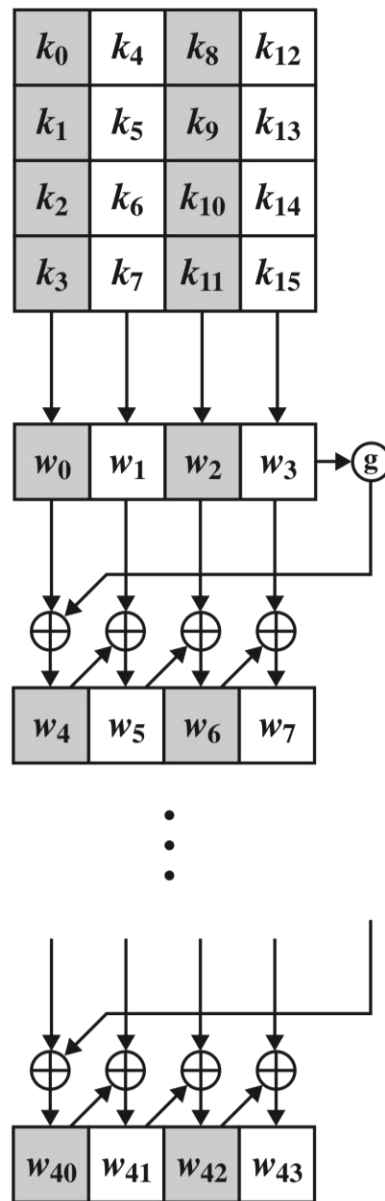 k₀ k₄ k₈ k₁₂
k₁ k₅ k₉ k₁₃
k₂ k₆ k₁₀ k₁₄
k₃ k₇ k₁₁ k₁₅
w₀ w₁ w₂ w₃ g
w₄ w₅ w₆ w₇
w₄₀ w₄₁ w₄₂ w₄₃